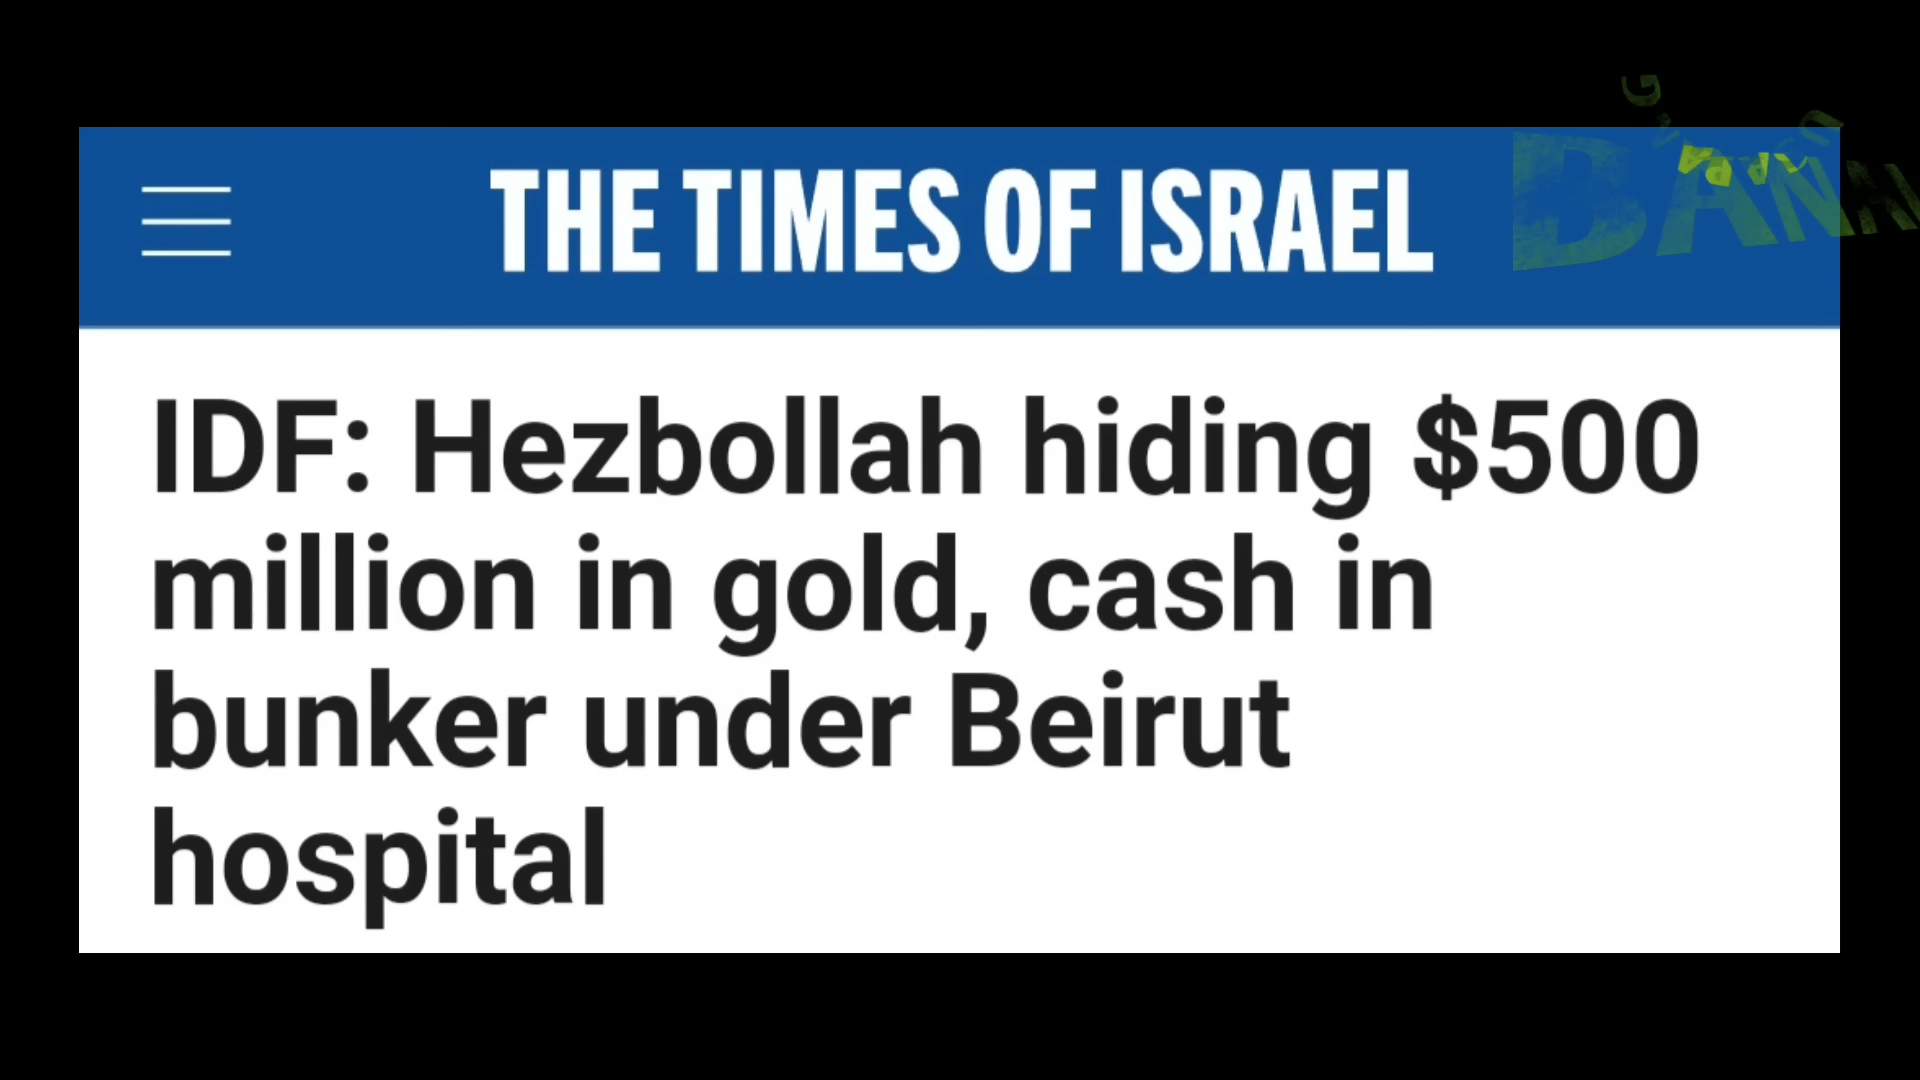 THE TIMES OF ISRAEL
IDF: Hezbollah hiding $500
million in gold, cash in
bunker under Beirut
hospital